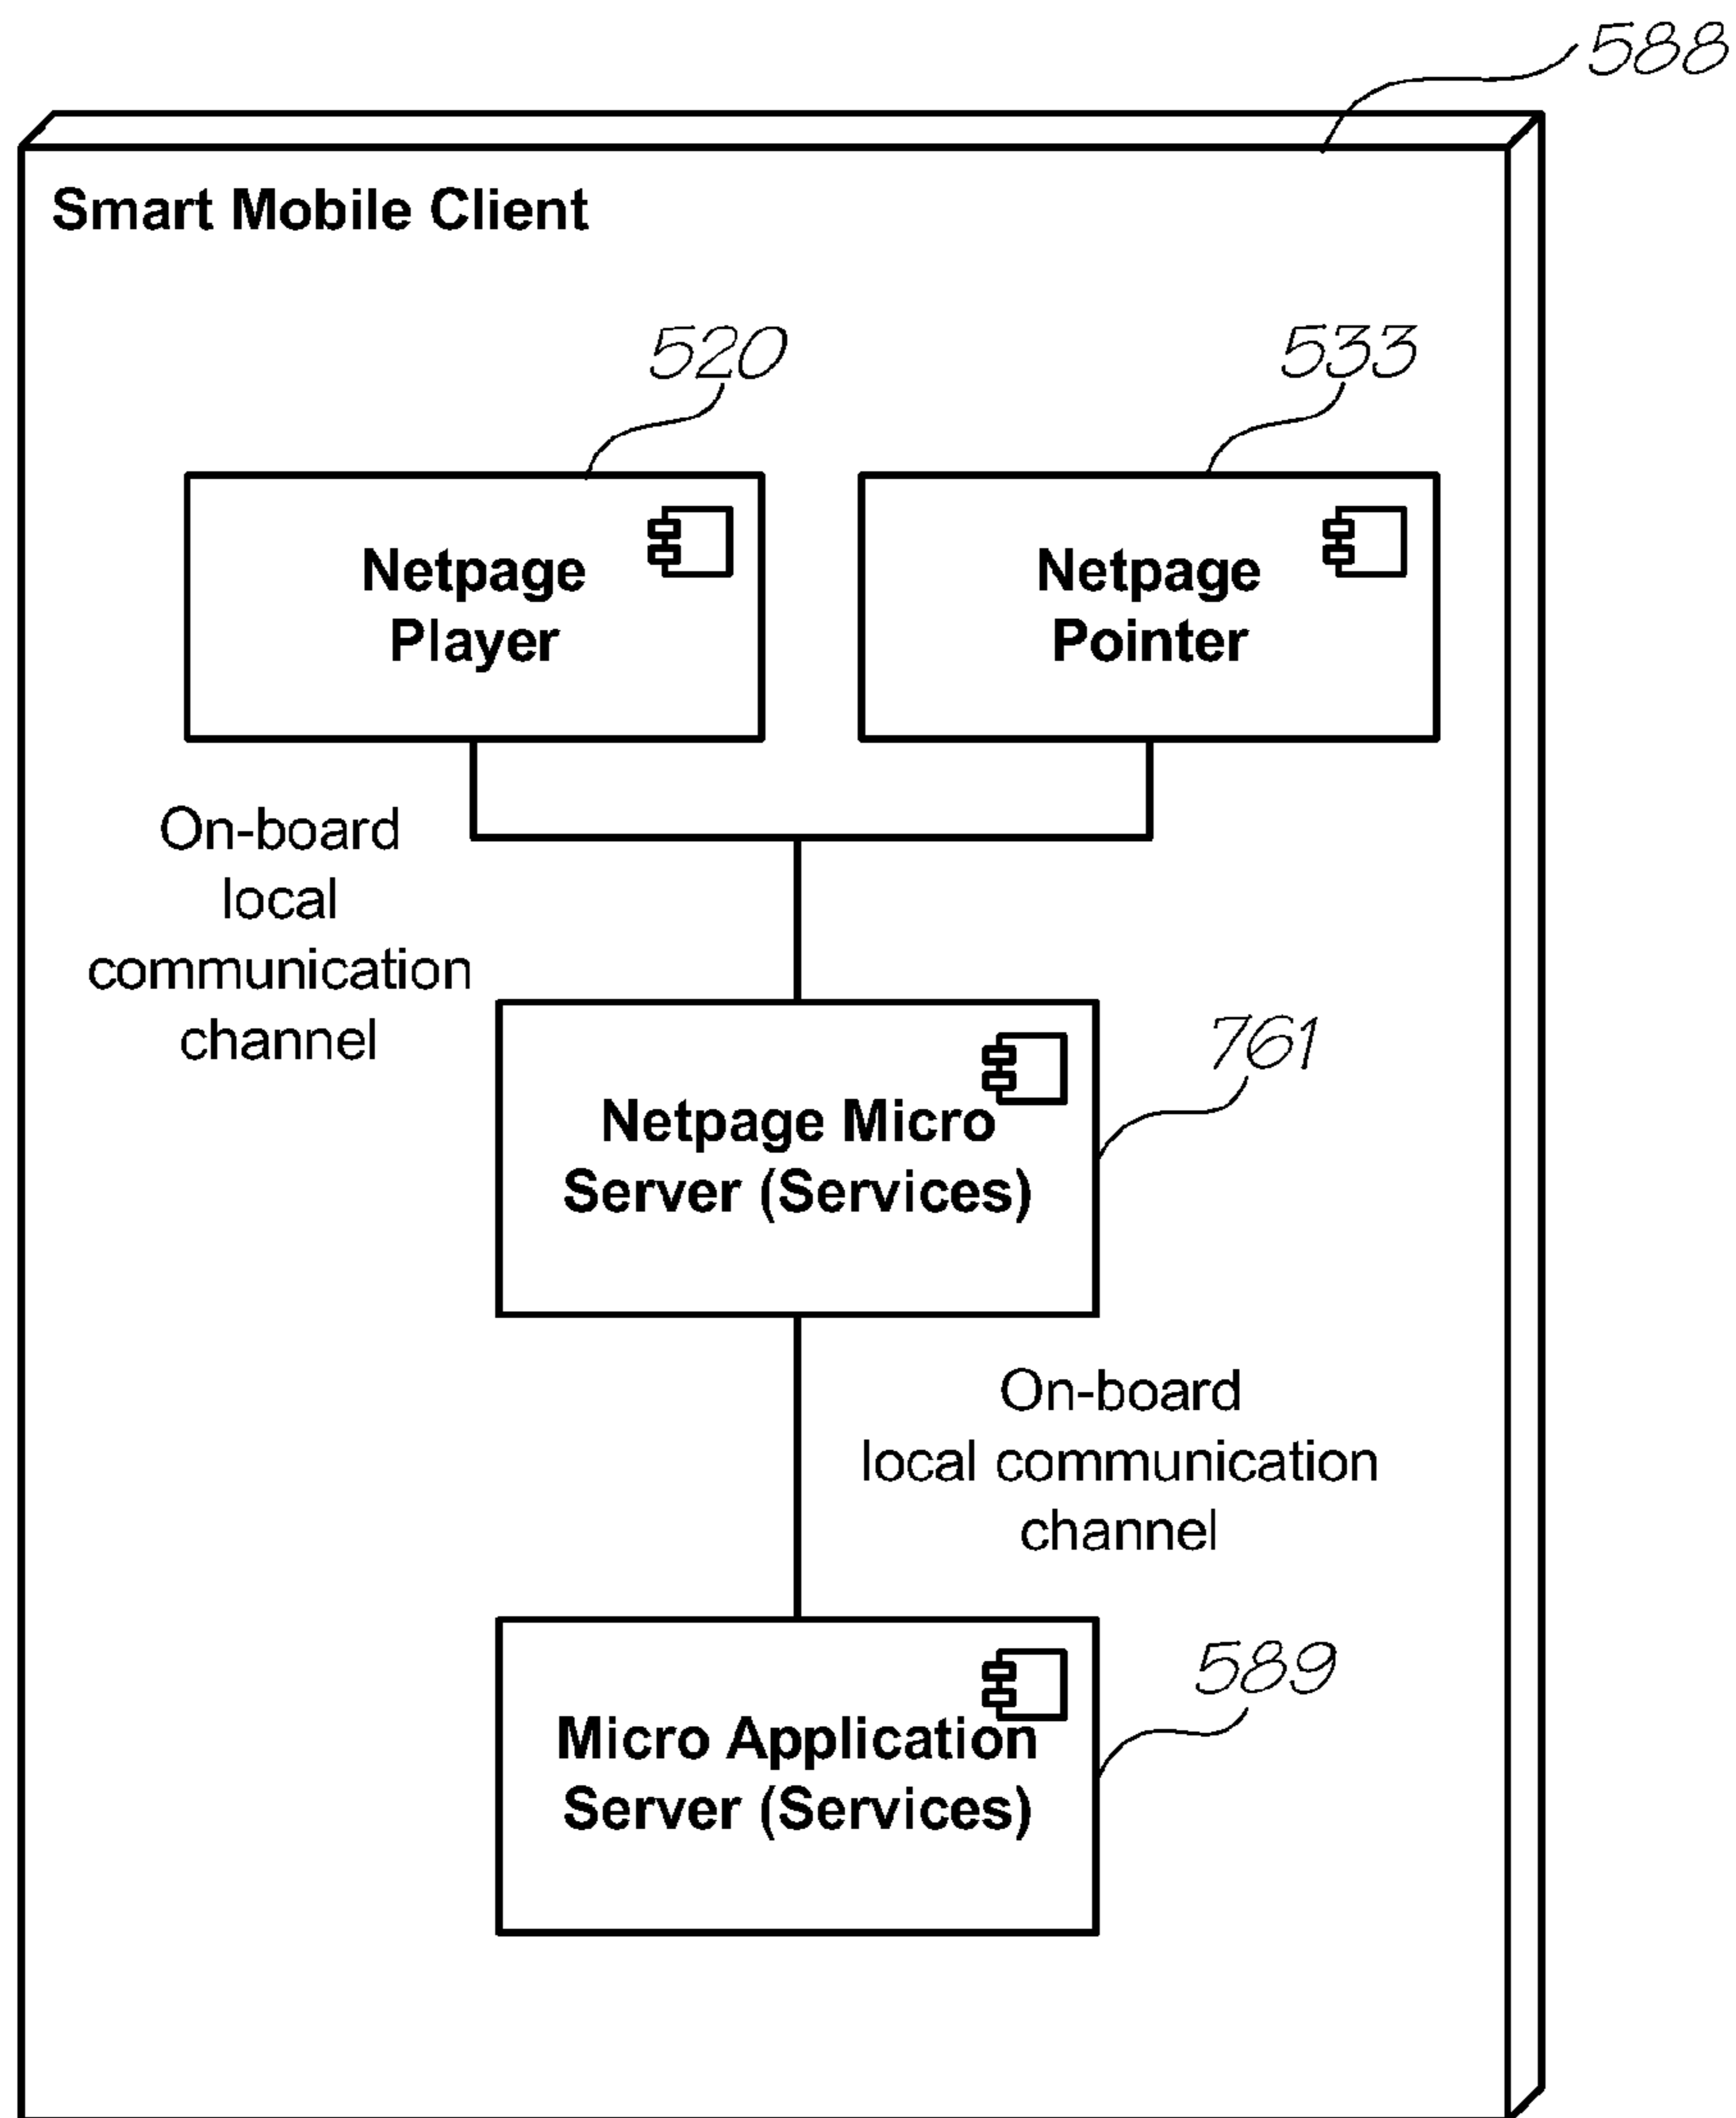 588
Smart Mobile Client
520
533
Netpage
Player
Netpage
Pointer
On-board
local
communication
channel
761
Netpage Micro
Server (Services)
On-board
local communication
channel
589
Micro Application
Server (Services)